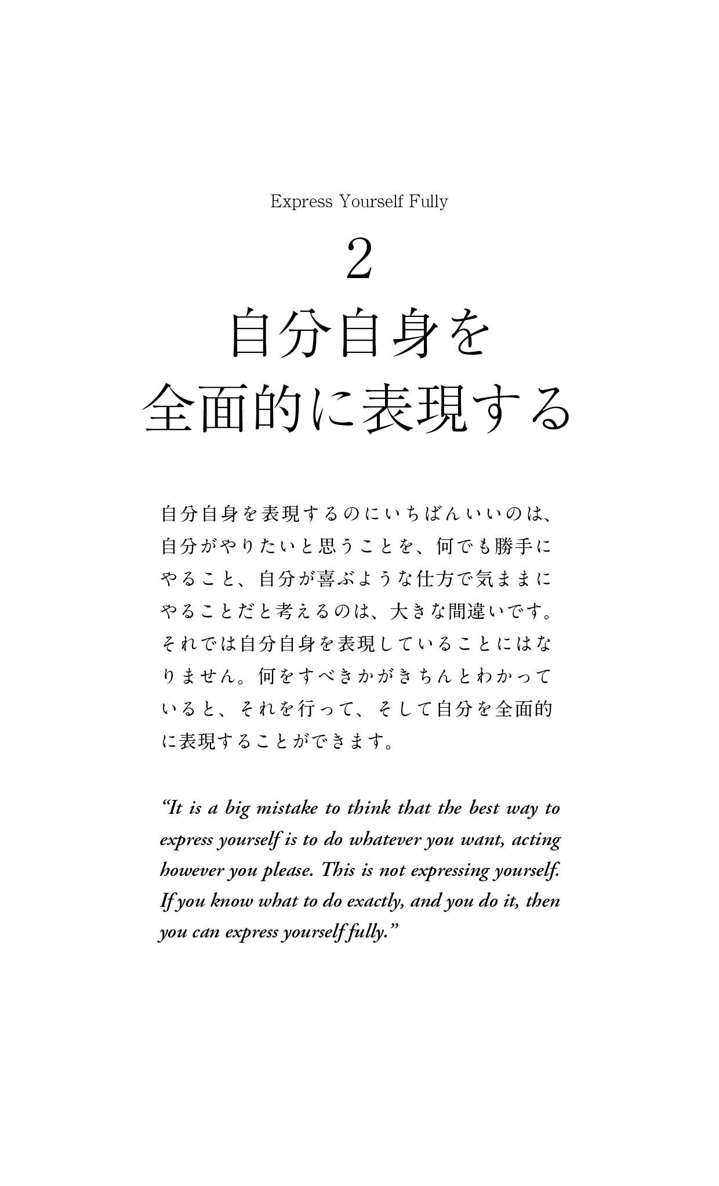 Express Yourself Fully
2
自分自身を
全面的に表現する
自分自身を表現するのにいちばんいいのは、
自分がやりたいと思うことを、何でも勝手に
やること、自分が喜ぶような仕方で気ままに
やることだと考えるのは、大きな間違いです。
それでは自分自身を表現していることにはな
りません。何をすべきかがきちんとわかって
いると、それを行って、そして自分を全面的
に表現することができます。
“It is a big mistake to think that the best way to
express yourself is to do whatever you want, acting
however you please. This is not expressing yourself.
If you know what to do exactly, and you do it, then
you can express yourself fully.”